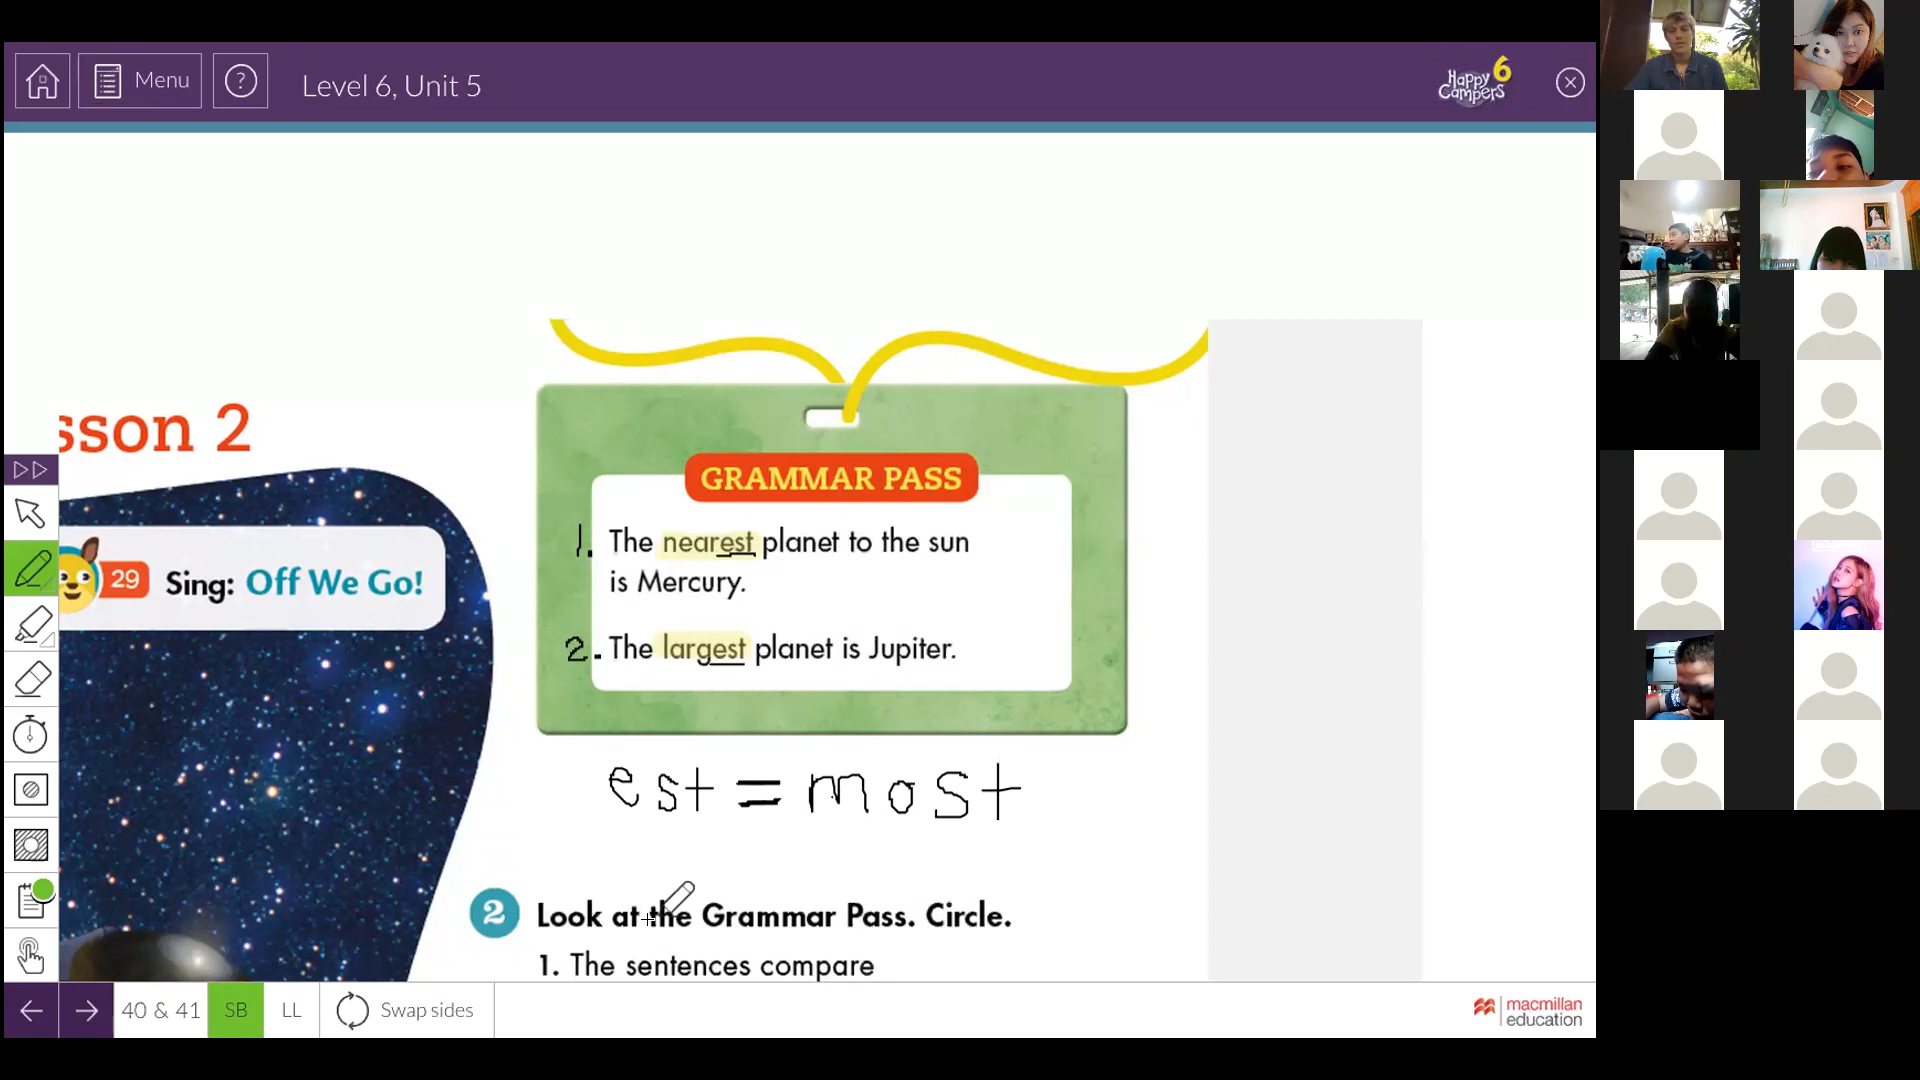 Menu
?
Level 6, Unit 5
Happy Campers 6
sson 2
GRAMMAR PASS
1. The nearest planet to the sun
is Mercury.
2. The largest planet is Jupiter.
29 Sing: Off We Go!
est = most
2 Look at the Grammar Pass. Circle.
1. The sentences compare
40 & 41
SB
LL
Swap sides
macmillan
education